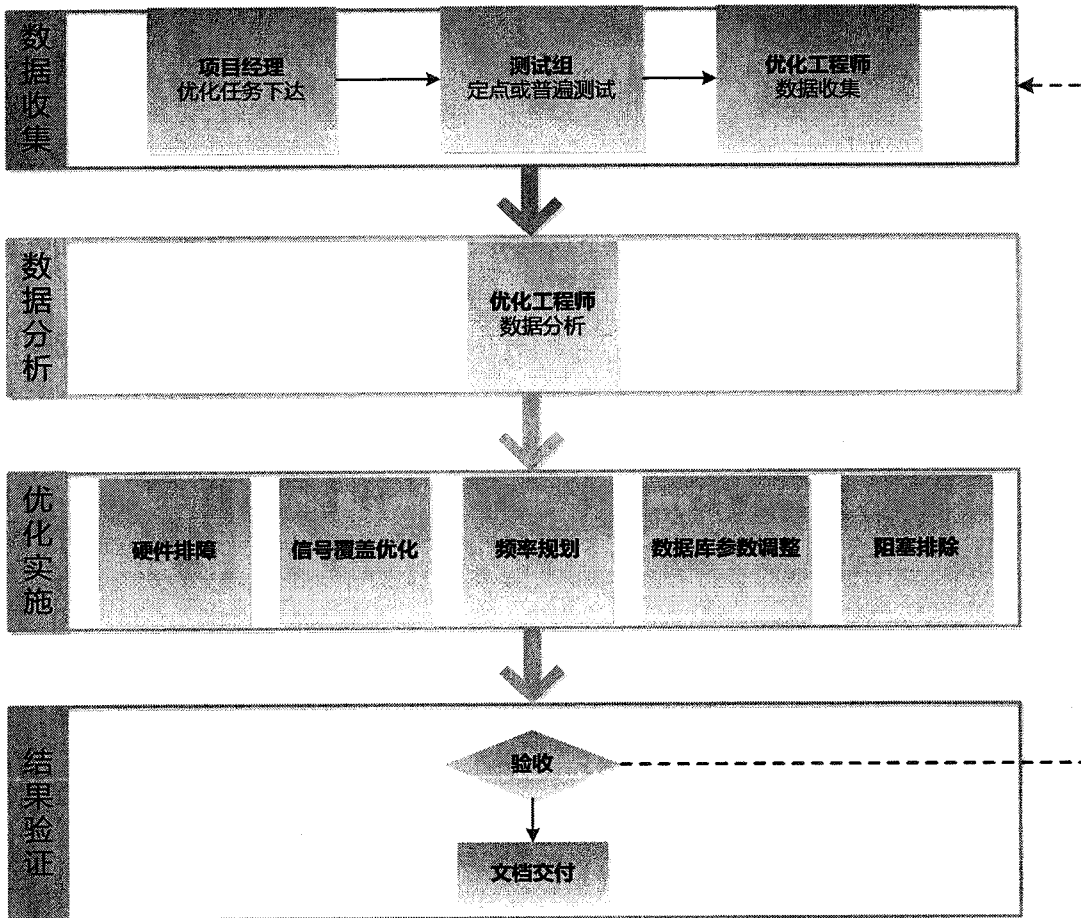 数据收集
项目经理
优化任务下达
测试组
定点或普遍测试
优化工程师
数据收集
数据分析
优化工程师
数据分析
优化实施
硬件排障
信号覆盖优化
频率规划
数据库参数调整
阻塞排除
结果验证
验收
文档交付